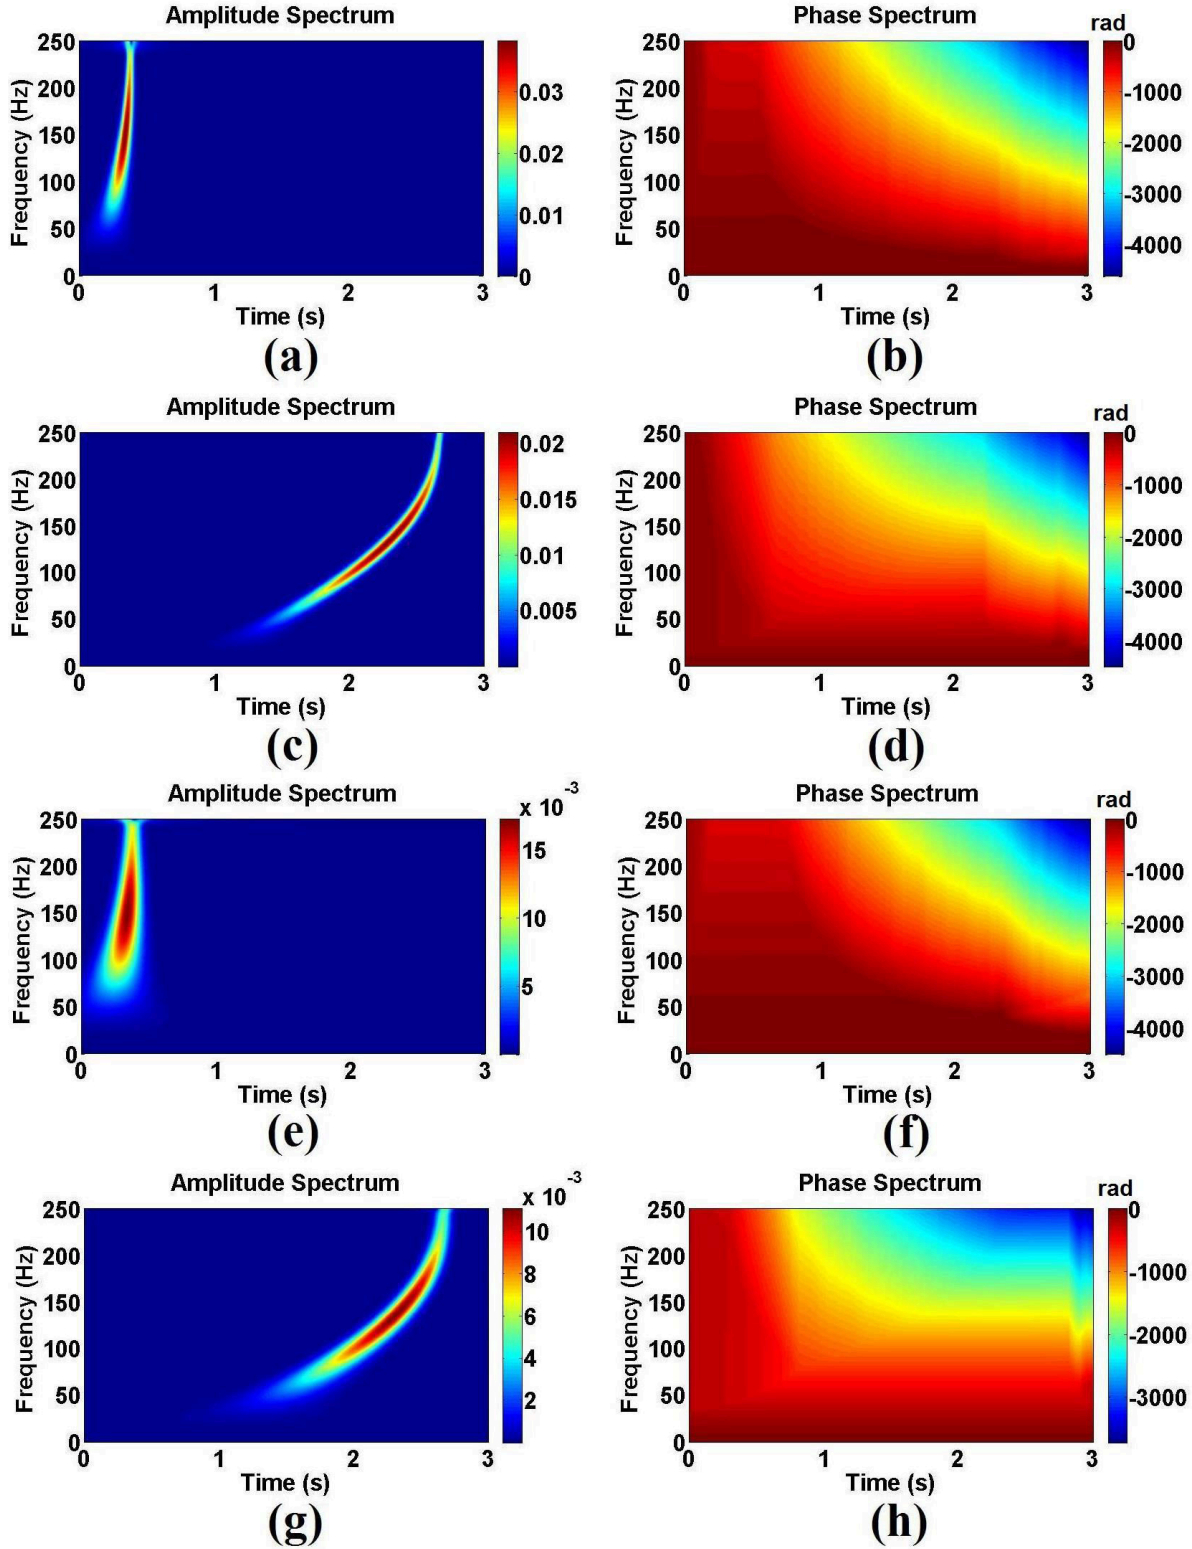 Amplitude Spectrum
Phase Spectrum
rad
250
200
150
100
50
0
Frequency (Hz)
0.03
0.02
0.01
0
0 1 2 3
Time (s)
(a)
250
200
150
100
50
0
Frequency (Hz)
0
-1000
-2000
-3000
-4000
0 1 2 3
Time (s)
(b)
Amplitude Spectrum
Phase Spectrum
rad
250
200
150
100
50
0
Frequency (Hz)
0.02
0.015
0.01
0.005
0 1 2 3
Time (s)
(c)
250
200
150
100
50
0
Frequency (Hz)
0
-1000
-2000
-3000
-4000
0 1 2 3
Time (s)
(d)
Amplitude Spectrum
x 10⁻³
Phase Spectrum
rad
250
200
150
100
50
0
Frequency (Hz)
15
10
5
0 1 2 3
Time (s)
(e)
250
200
150
100
50
0
Frequency (Hz)
0
-1000
-2000
-3000
-4000
0 1 2 3
Time (s)
(f)
Amplitude Spectrum
x 10⁻³
Phase Spectrum
rad
250
200
150
100
50
0
Frequency (Hz)
10
8
6
4
2
0 1 2 3
Time (s)
(g)
250
200
150
100
50
0
Frequency (Hz)
0
-1000
-2000
-3000
0 1 2 3
Time (s)
(h)